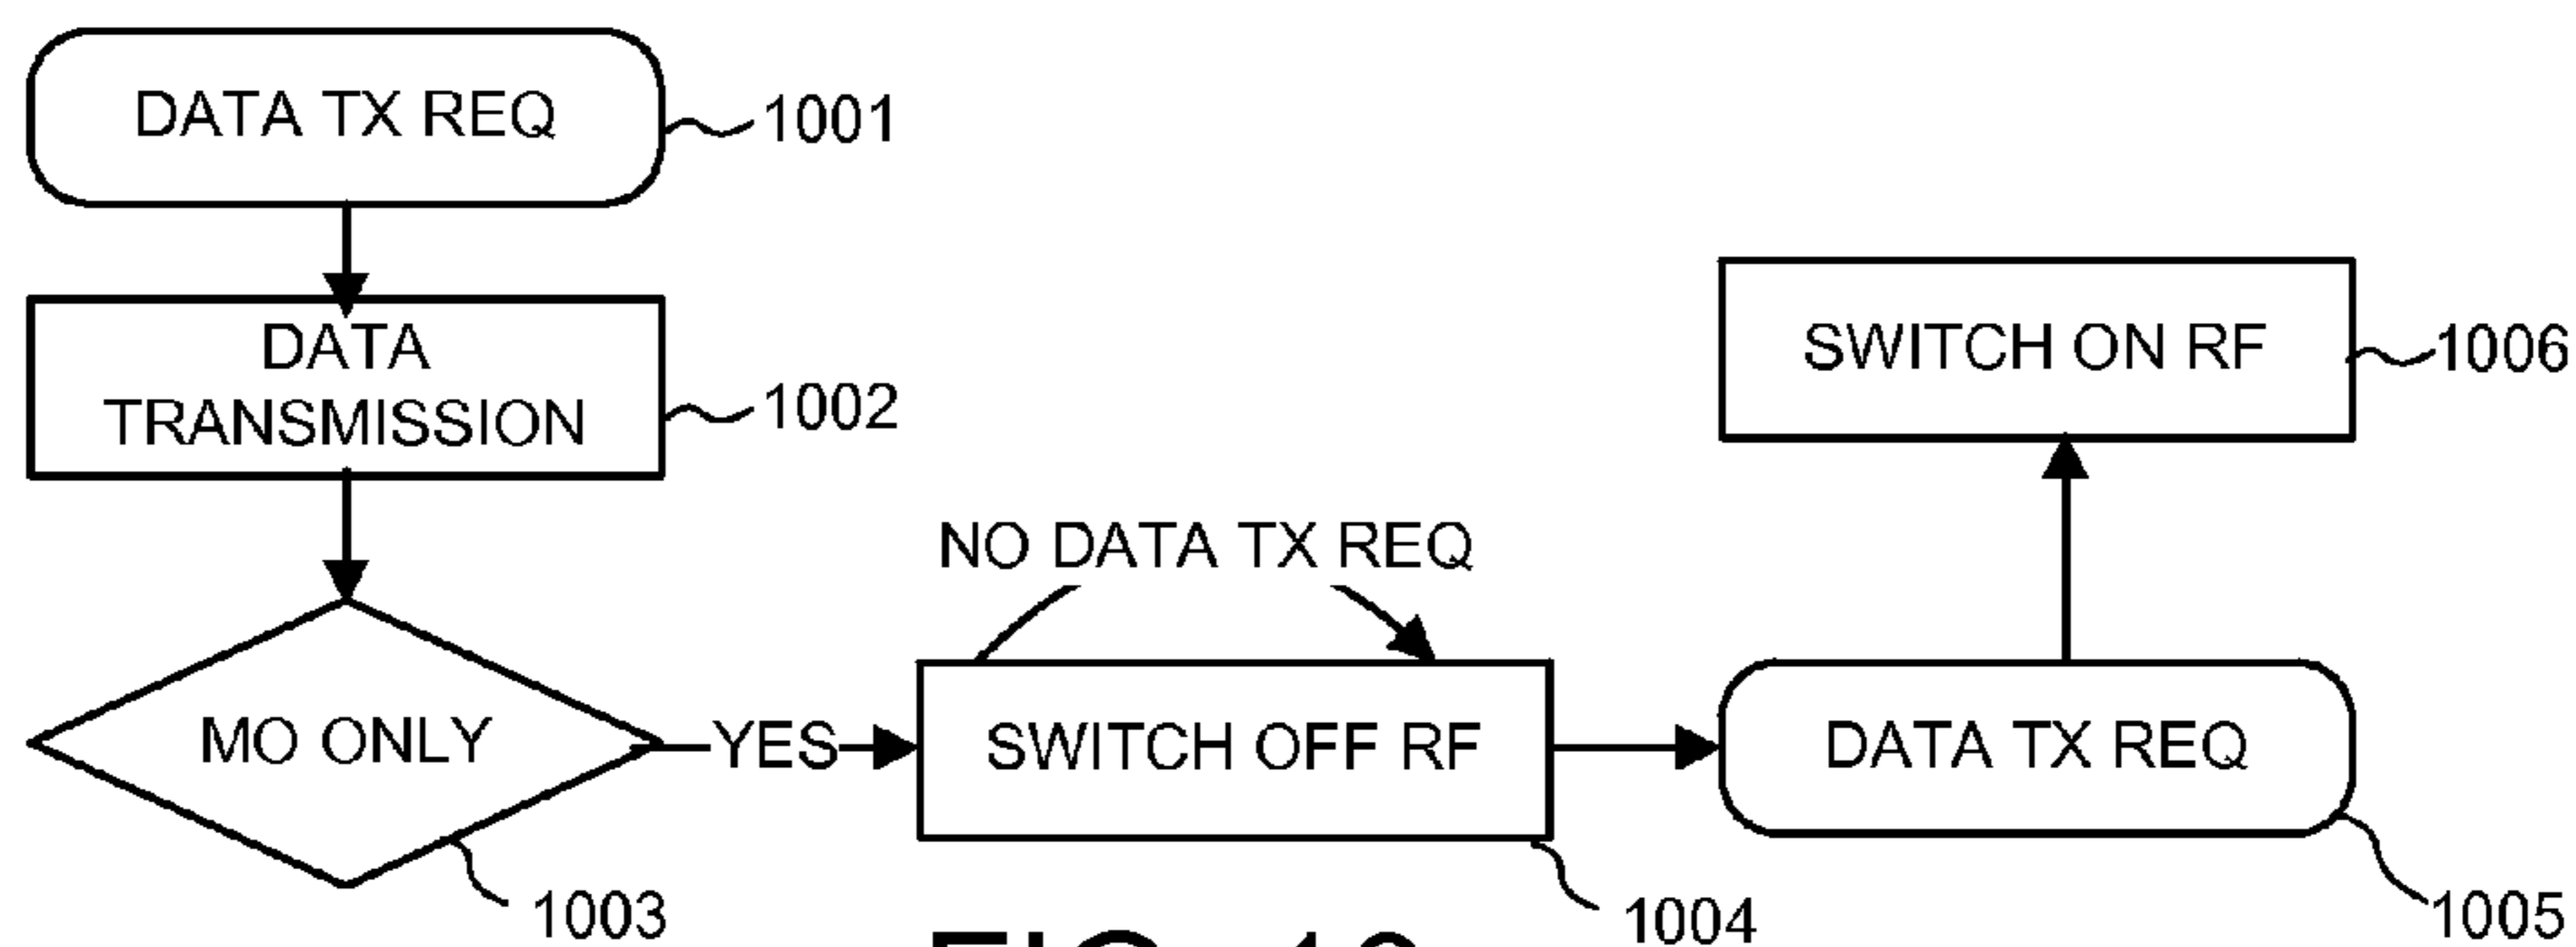 DATA TX REQ
1001
DATA
TRANSMISSION
1002
MO ONLY
1003
YES
NO DATA TX REQ
SWITCH OFF RF
1004
DATA TX REQ
1005
SWITCH ON RF
1006